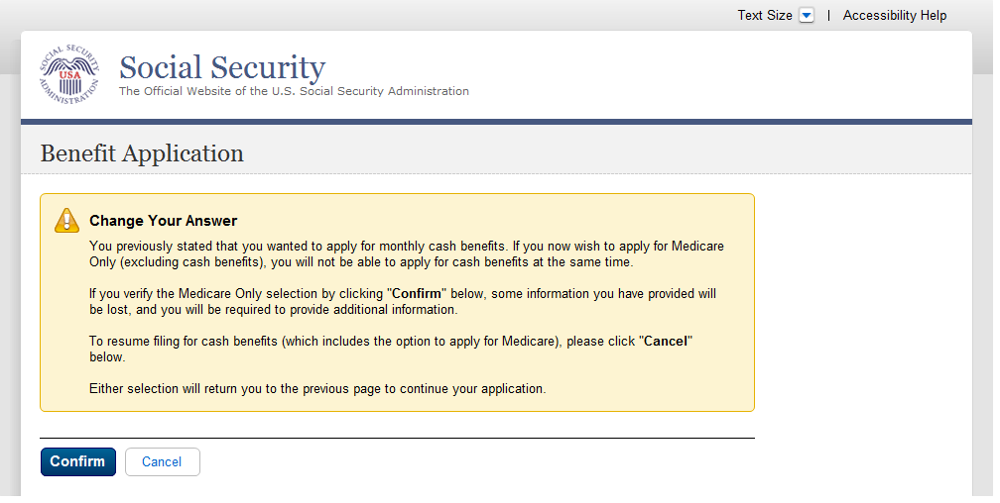 Text Size | Accessibility Help
SOCIAL SECURITY ADMINISTRATION
USA
Social Security
The Official Website of the U.S. Social Security Administration
Benefit Application
Change Your Answer
You previously stated that you wanted to apply for monthly cash benefits. If you now wish to apply for Medicare
Only (excluding cash benefits), you will not be able to apply for cash benefits at the same time.
If you verify the Medicare Only selection by clicking "Confirm" below, some information you have provided will
be lost, and you will be required to provide additional information.
To resume filing for cash benefits (which includes the option to apply for Medicare), please click "Cancel"
below.
Either selection will return you to the previous page to continue your application.
Confirm Cancel